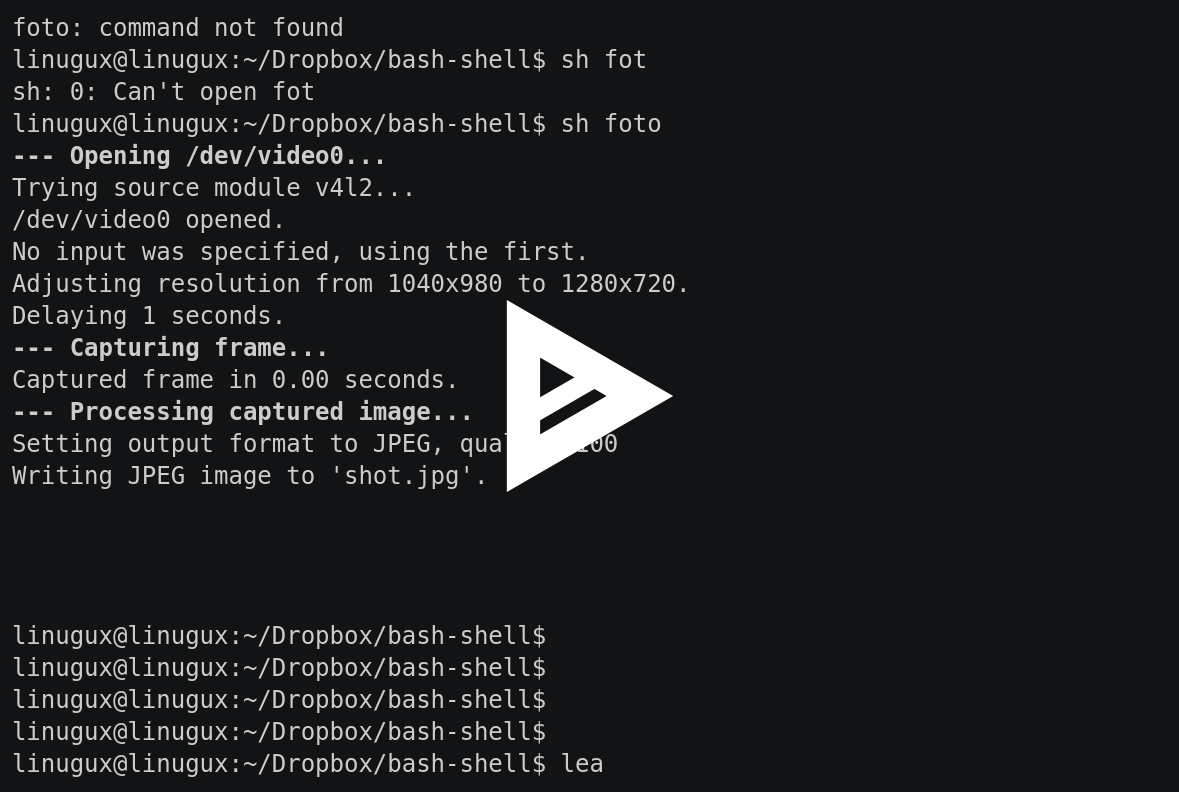 foto: command not found
linugux@linugux:~/Dropbox/bash-shell$ sh fot
sh: 0: Can't open fot
linugux@linugux:~/Dropbox/bash-shell$ sh foto
--- Opening /dev/video0...
Trying source module v4l2...
/dev/video0 opened.
No input was specified, using the first.
Adjusting resolution from 1040x980 to 1280x720.
Delaying 1 seconds.
--- Capturing frame...
Captured frame in 0.00 seconds.
--- Processing captured image...
Setting output format to JPEG,
Writing JPEG image to 'shot.jpg'.
linugux@linugux:~/Dropbox/bash-shell$
linugux@linugux:~/Dropbox/bash-shell$
linugux@linugux:~/Dropbox/bash-shell$
linugux@linugux:~/Dropbox/bash-shell$
linugux@linugux:~/Dropbox/bash-shell$ lea